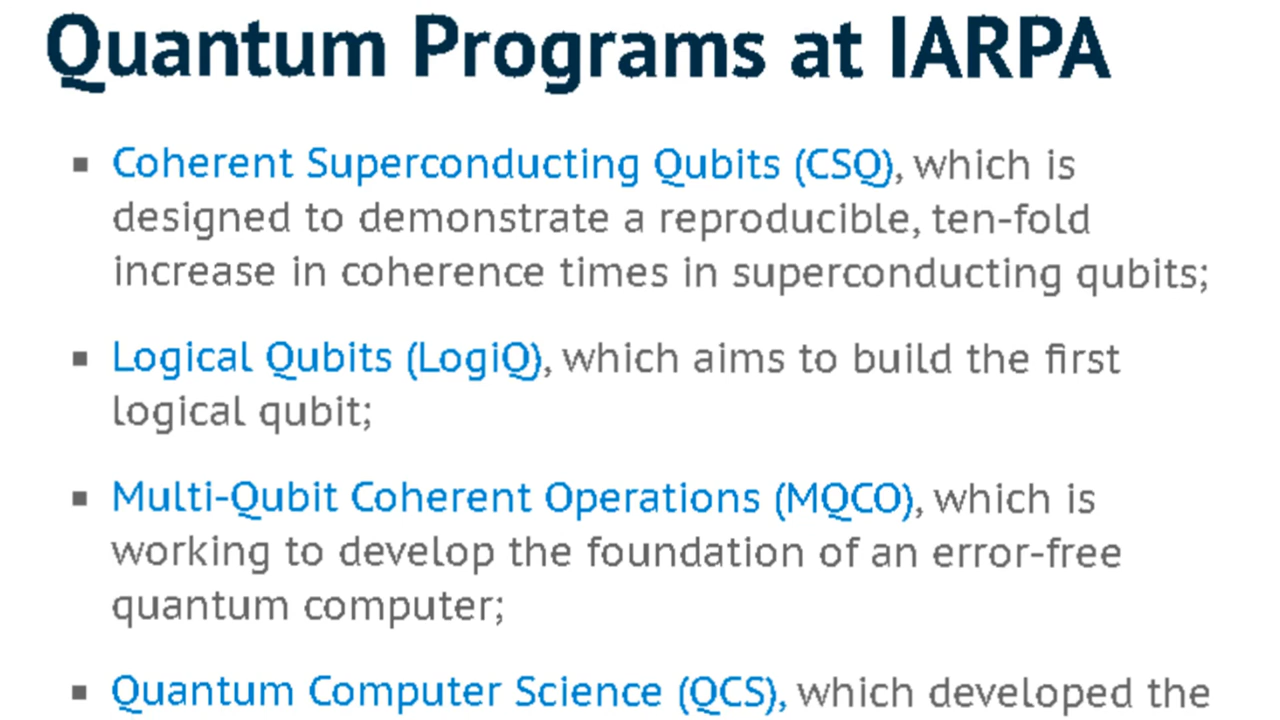 Quantum Programs at IARPA
▪ Coherent Superconducting Qubits (CSQ), which is
designed to demonstrate a reproducible, ten-fold
increase in coherence times in superconducting qubits;
▪ Logical Qubits (LogiQ), which aims to build the first
logical qubit;
▪ Multi-Qubit Coherent Operations (MQCO), which is
working to develop the foundation of an error-free
quantum computer;
▪ Quantum Computer Science (QCS), which developed the